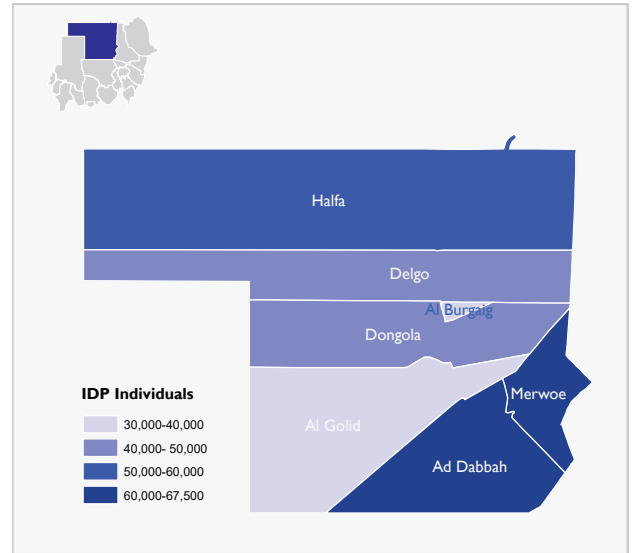 Halfa
Delgo
Al Burgaig
Dongola
Merwoe
Al Golid
Ad Dabbah
IDP Individuals
30,000-40,000
40,000- 50,000
50,000-60,000
60,000-67,500